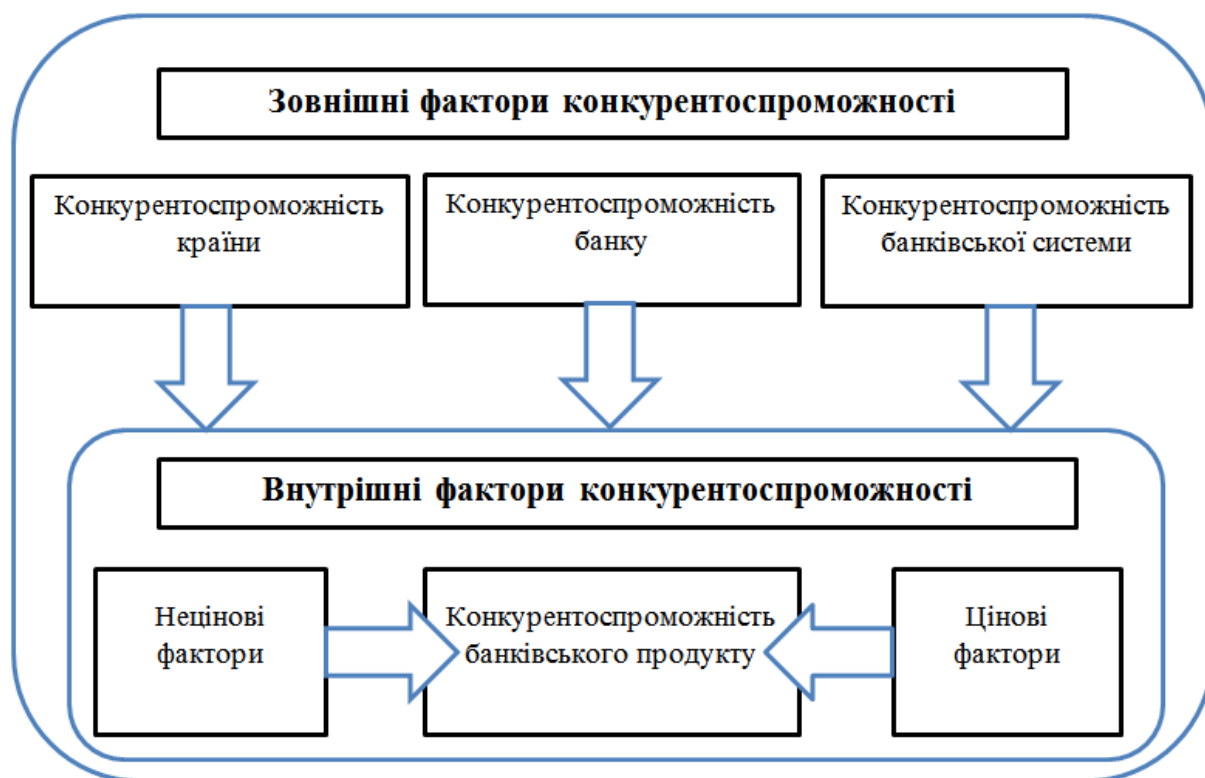 Зовнішні фактори конкурентоспроможності
Конкурентоспроможність
країни
Конкурентоспроможність
банку
Конкурентоспроможність
банківської системи
Внутрішні фактори конкурентоспроможності
Нецінові
фактори
Конкурентоспроможність
банківського продукту
Цінові
фактори